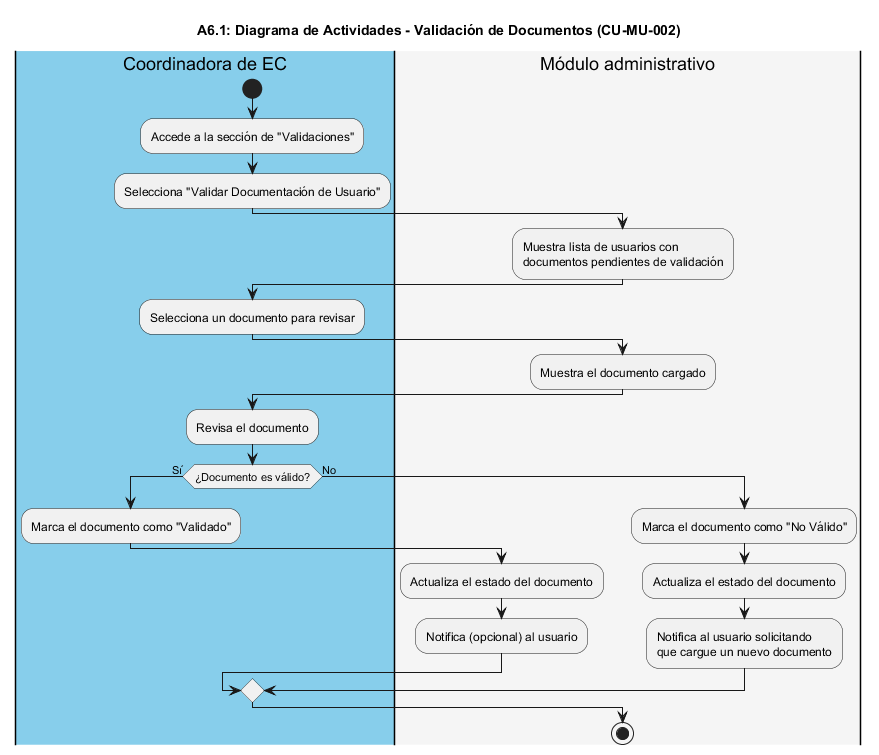 A6.1: Diagrama de Actividades - Validación de Documentos (CU-MU-002)
Coordinadora de EC
Módulo administrativo
Accede a la sección de "Validaciones"
Selecciona "Validar Documentación de Usuario"
Muestra lista de usuarios con
documentos pendientes de validación
Selecciona un documento para revisar
Muestra el documento cargado
Revisa el documento
Sí
¿Documento es válido?
No
Marca el documento como "Validado"
Marca el documento como "No Válido"
Actualiza el estado del documento
Actualiza el estado del documento
Notifica (opcional) al usuario
Notifica al usuario solicitando
que cargue un nuevo documento